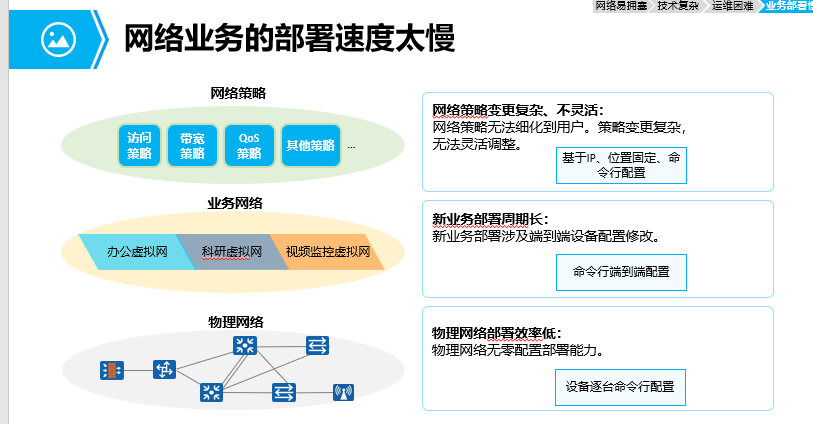 网络易拥塞
技术复杂
运维困难
业务部署慢
网络业务的部署速度太慢
网络策略
访问
策略
带宽
策略
QoS
策略
其他策略
...
网络策略变更复杂、不灵活：
网络策略无法细化到用户。策略变更复杂，
无法灵活调整。
基于IP、位置固定、命
令行配置
业务网络
办公虚拟网
科研虚拟网
视频监控虚拟网
新业务部署周期长：
新业务部署涉及端到端设备配置修改。
命令行端到端配置
物理网络
物理网络部署效率低：
物理网络无零配置部署能力。
设备逐台命令行配置